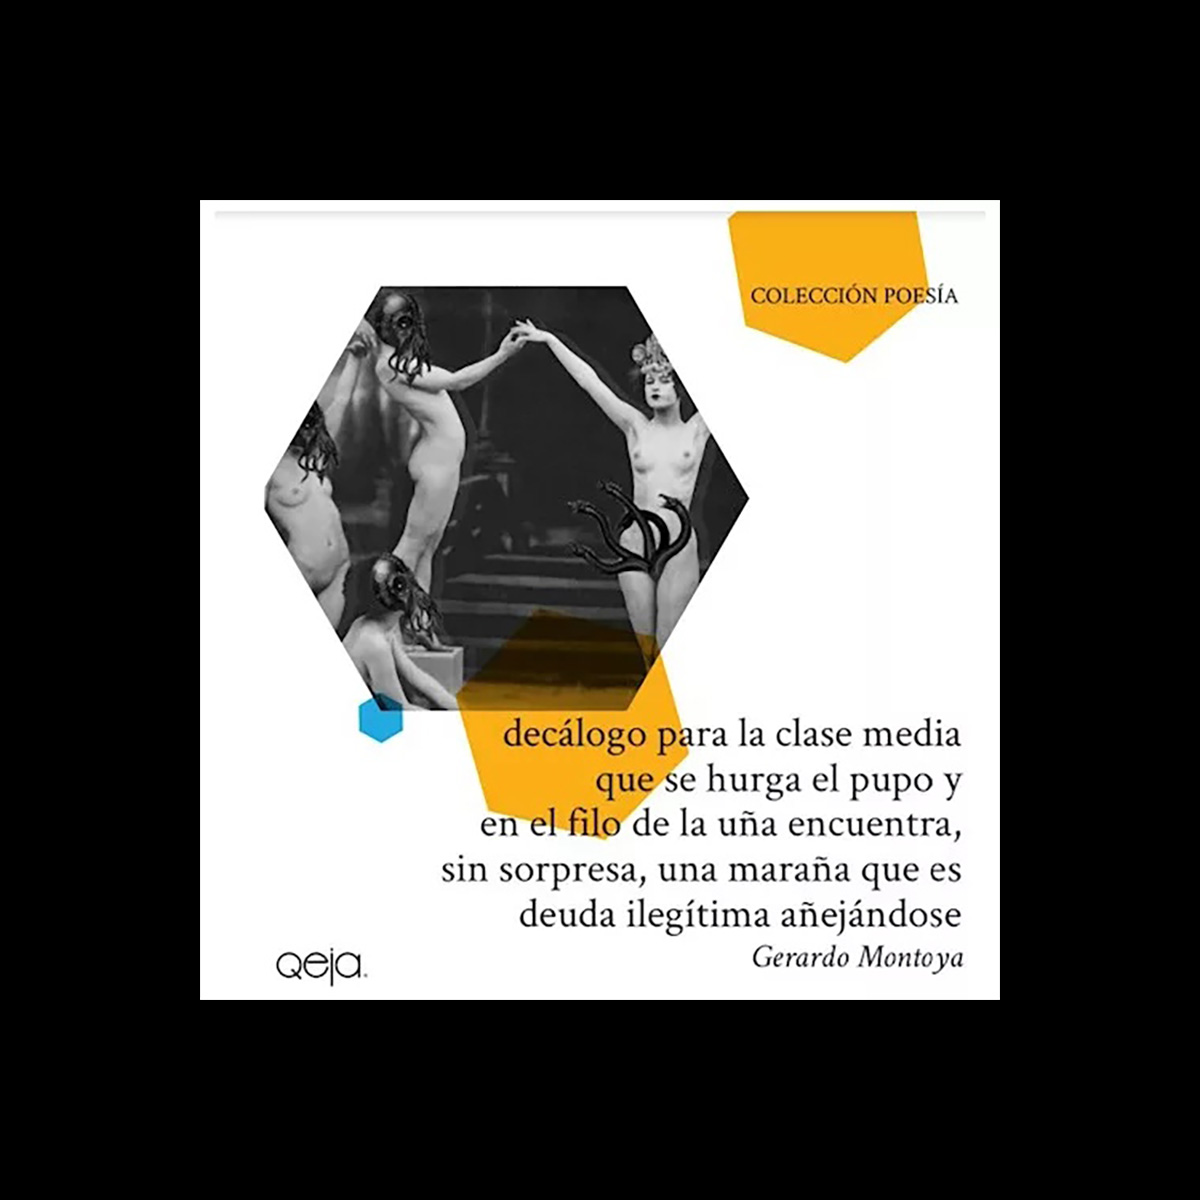 COLECCIÓN POESÍA
decálogo para la clase media
que se hurga el pupo y
en el filo de la uña encuentra,
sin sorpresa, una maraña que es
deuda ilegítima añejándose
Gerardo Montoya
qeja